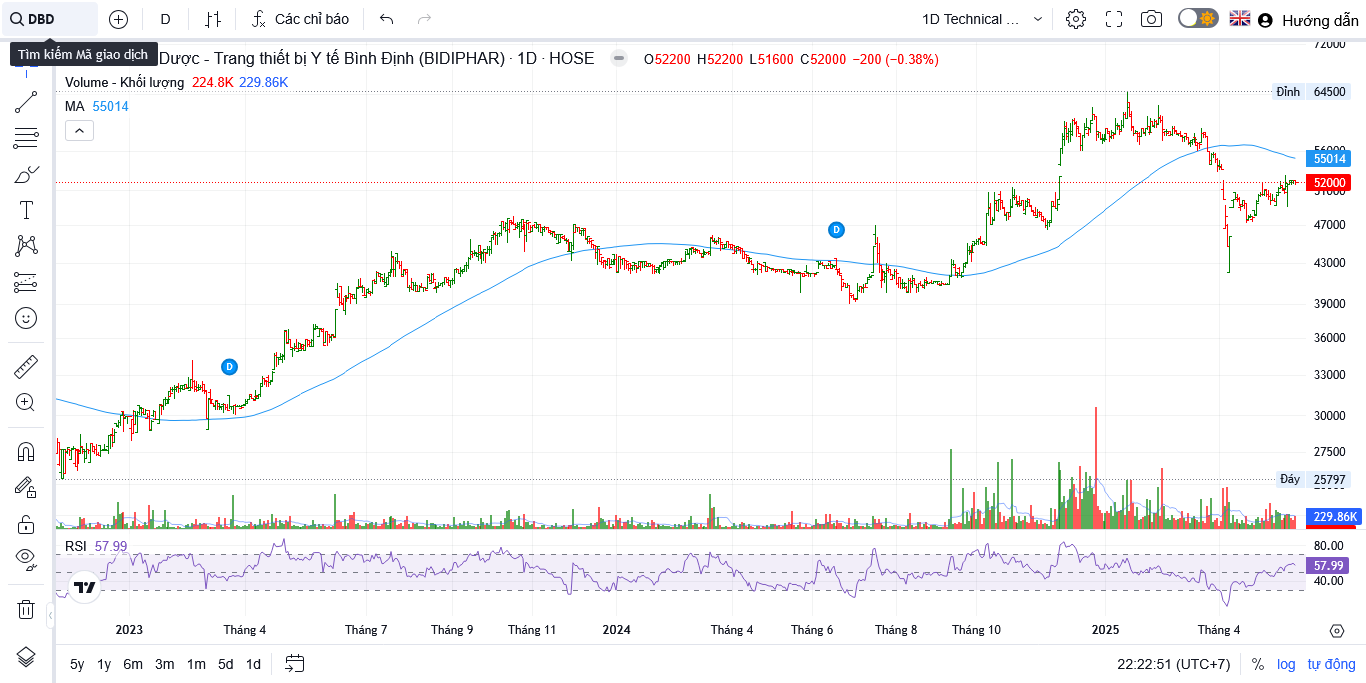 DBD D Các chỉ báo 1D Technical ... Hướng dẫn
Tìm kiếm Mã giao dịch
Dược - Trang thiết bị Y tế Bình Định (BIDIPHAR) · 1D · HOSE O52200 H52200 L51600 C52000 −200 (−0.38%)
Volume - Khối lượng 224.8K 229.86K
MA 55014
72000
Đỉnh 64500
56000
55014
52000
51000
47000
D
43000
39000
36000
D
33000
30000
27500
Đáy 25797
229.86K
RSI 57.99
80.00
57.99
40.00
2023 Tháng 4 Tháng 7 Tháng 9 Tháng 11 2024 Tháng 4 Tháng 6 Tháng 8 Tháng 10 2025 Tháng 4
5y 1y 6m 3m 1m 5d 1d 22:22:51 (UTC+7) % log tự động